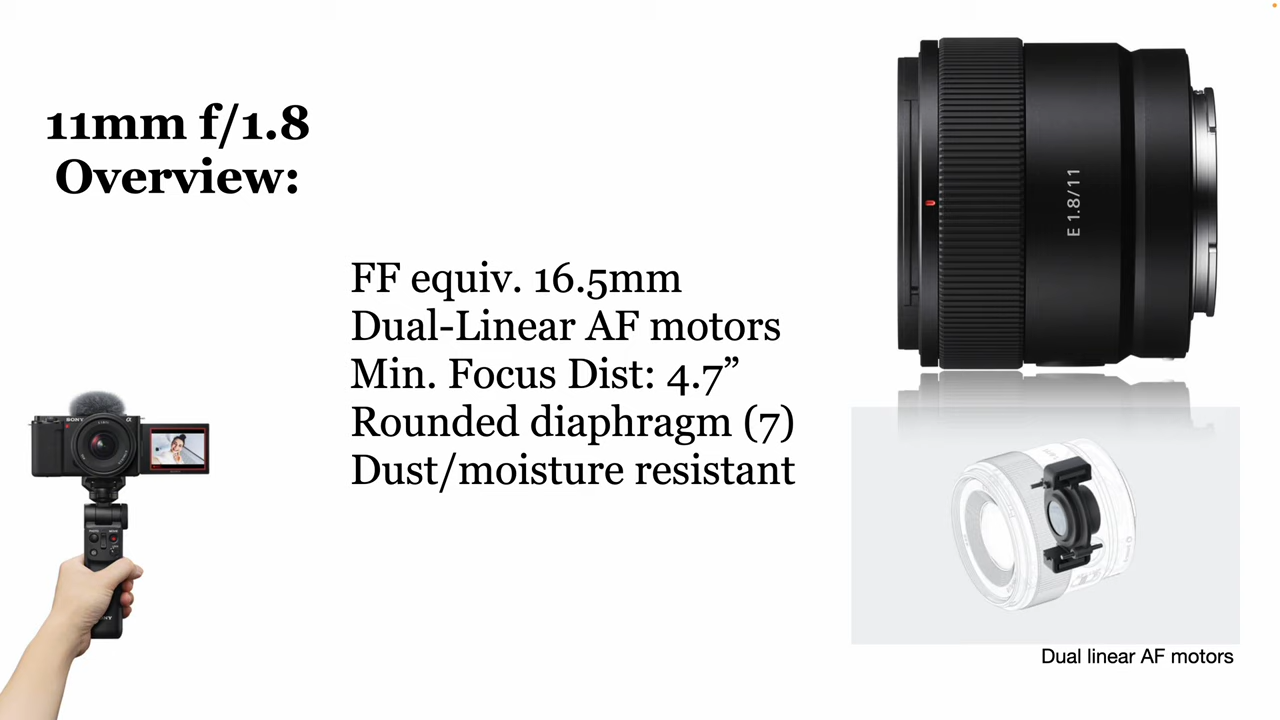 11mm f/1.8
Overview:
FF equiv. 16.5mm
Dual-Linear AF motors
Min. Focus Dist: 4.7”
Rounded diaphragm (7)
Dust/moisture resistant
E 1.8/11
SONY
Dual linear AF motors